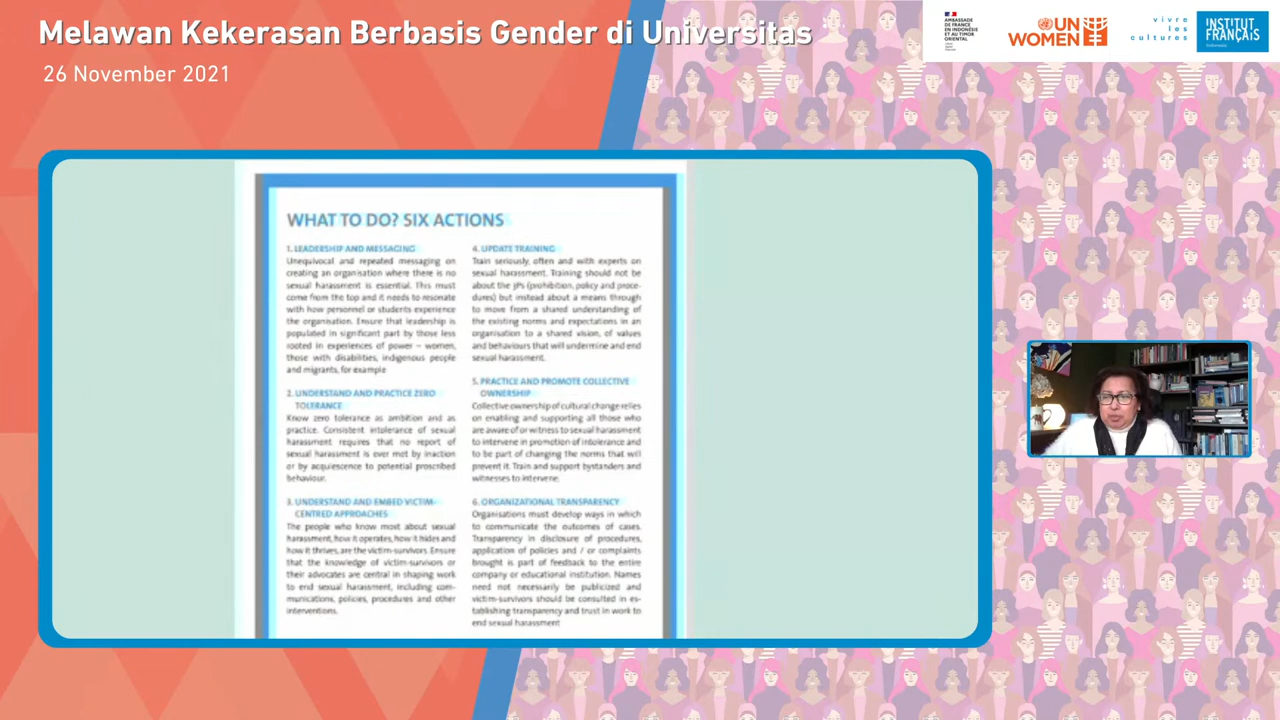 Melawan Kekerasan Berbasis Gender di Universitas
26 November 2021
AMBASSADE
DE FRANCE
EN INDONÉSIE
ET AU TIMOR
ORIENTAL
UN
WOMEN
vivre
les
cultures
INSTITUT
FRANÇAIS
WHAT TO DO? SIX ACTIONS
1. LEADERSHIP AND MESSAGING
Unequivocal and repeated messaging on
creating an organisation where there is no
sexual harassment is essential. This must
come from the top and it needs to resonate
with how personnel or students experience
the organisation. Ensure that leadership is
populated in significant part by those less
rooted in experiences of power – women,
those with disabilities, indigenous people
and migrants, for example
2. UNDERSTAND AND PRACTICE ZERO
TOLERANCE
Know zero tolerance as ambition and as
practice. Consistent intolerance of sexual
harassment requires that no report of
sexual harassment is ever met by inaction
or by acquiescence to potential proscribed
behaviour.
3. UNDERSTAND AND EMBED VICTIM-
CENTRED APPROACHES
The people who know most about sexual
harassment, how it operates, how it hides and
how it thrives, are the victim-survivors. Ensure
that the knowledge of victim-survivors or
their advocates are central in shaping work
to end sexual harassment, including com-
munications, policies, procedures and other
interventions.
4. UPDATE TRAINING
Train seriously, often and with experts on
sexual harassment. Training should not be
about the 3Ps (prohibition, policy and proce-
dures) but instead about a means through
to move from a shared understanding of
the existing norms and expectations in an
organisation to a shared vision, of values
and behaviours that will undermine and end
sexual harassment.
5. PRACTICE AND PROMOTE COLLECTIVE
OWNERSHIP
Collective ownership of cultural change relies
on enabling and supporting all those who
are aware of or witness to sexual harassment
to intervene in promotion of intolerance and
to be part of changing the norms that will
prevent it. Train and support bystanders and
witnesses to intervene.
6. ORGANIZATIONAL TRANSPARENCY
Organisations must develop ways in which
to communicate the outcomes of cases.
Transparency in disclosure of procedures,
application of policies and / or complaints
brought is part of feedback to the entire
company or educational institution. Names
need not necessarily be publicized and
victim-survivors should be consulted in es-
tablishing transparency and trust in work to
end sexual harassment